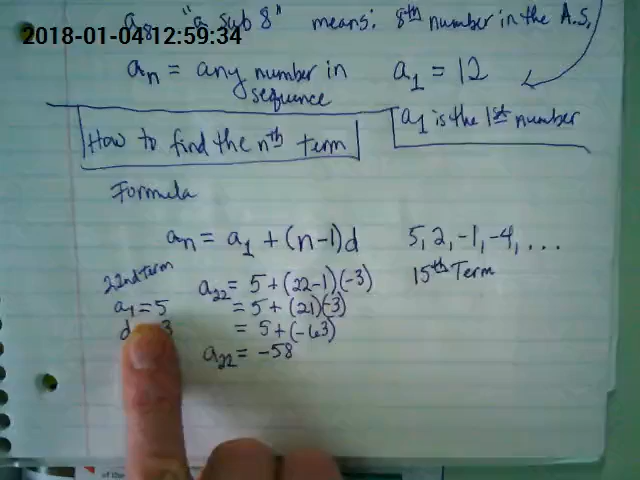 a8 "a sub 8" means: 8th number in the A.S.
2018-01-04 12:59:34
an = any number in sequence
a1 = 12
a1 is the 1st number
How to find the nth term
Formula
an = a1 + (n-1)d
5, 2, -1, -4, ...
15th Term
22nd term
a1 = 5
d 3
a22 = 5 + (22-1)(-3)
= 5 + (21)(-3)
= 5 + (-63)
a22 = -58
of the